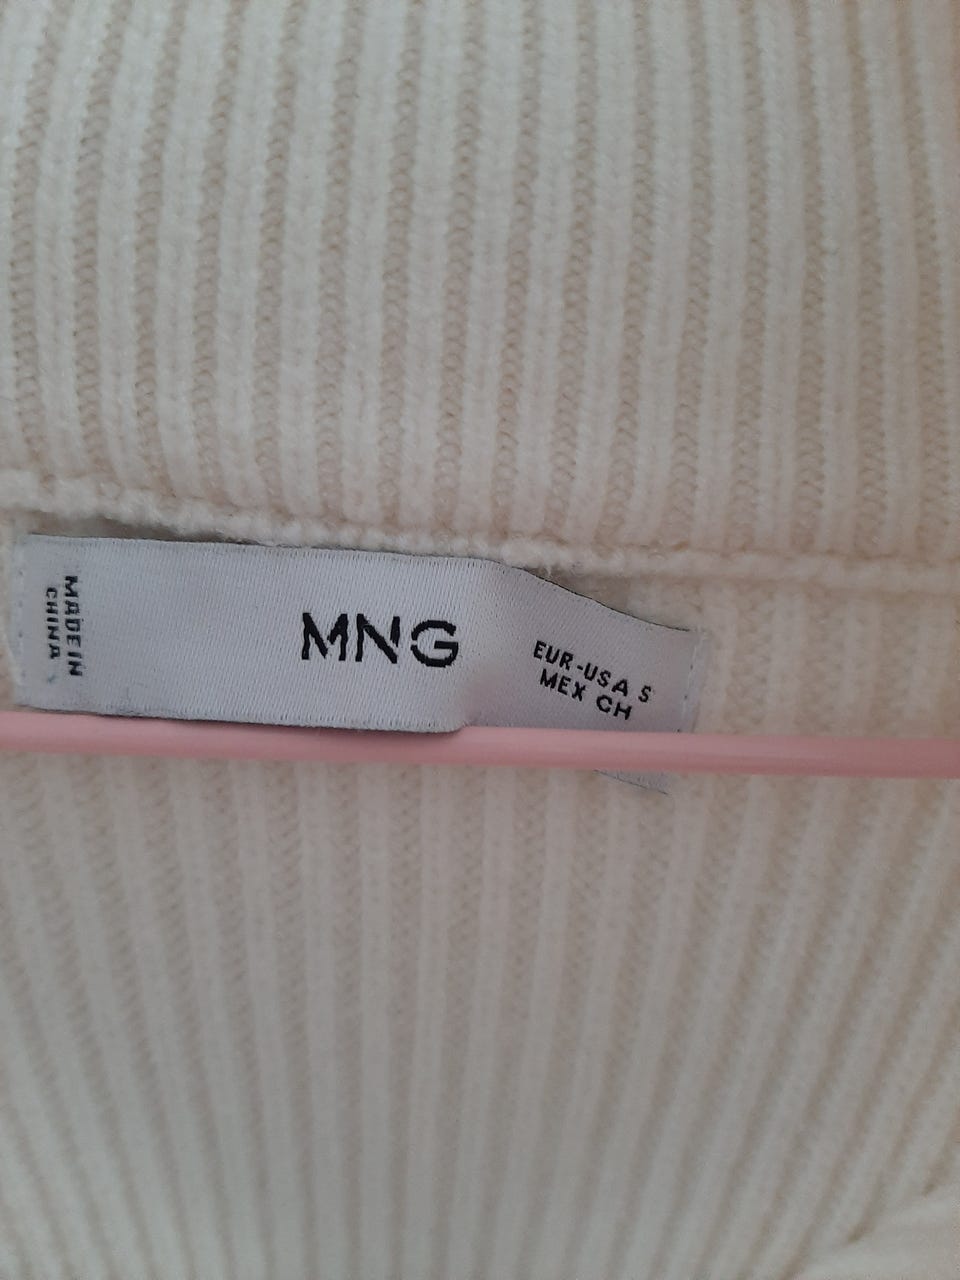 MADE IN
CHINA
MNG
EUR-USA S
MEX CH